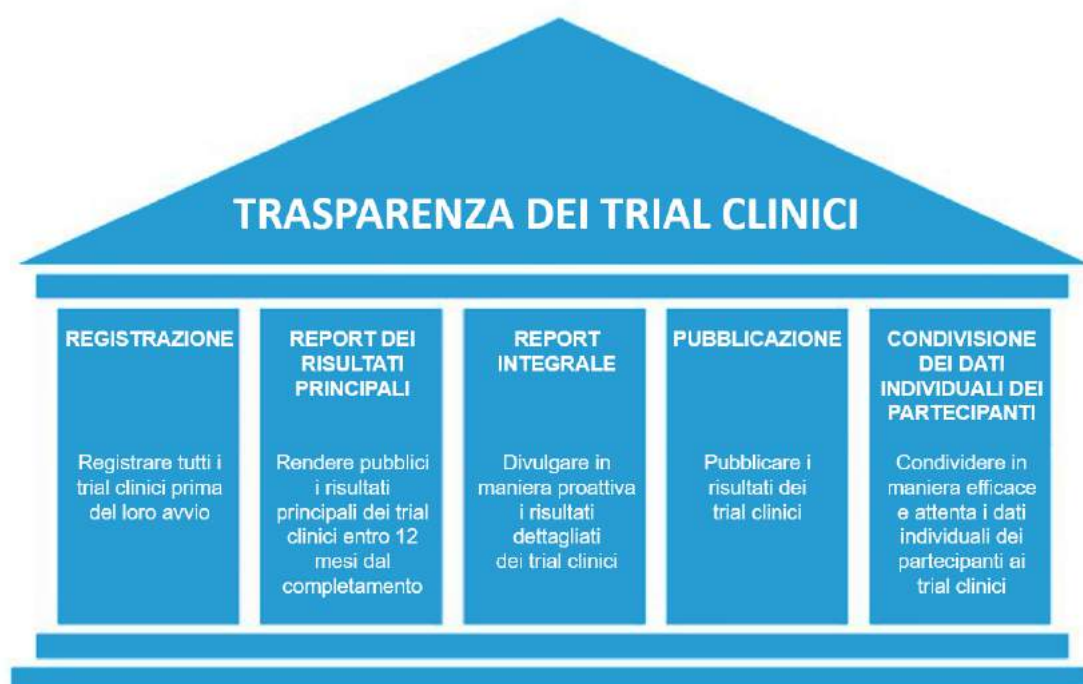 TRASPARENZA DEI TRIAL CLINICI
REGISTRAZIONE
Registrare tutti i
trial clinici prima
del loro avvio
REPORT DEI
RISULTATI
PRINCIPALI
Rendere pubblici
i risultati
principali dei trial
clinici entro 12
mesi dal
completamento
REPORT
INTEGRALE
Divulgare in
maniera proattiva
i risultati
dettagliati
dei trial clinici
PUBBLICAZIONE
Pubblicare i
risultati dei
trial clinici
CONDIVISIONE
DEI DATI
INDIVIDUALI DEI
PARTECIPANTI
Condividere in
maniera efficace
e attenta i dati
individuali dei
partecipanti ai
trial clinici